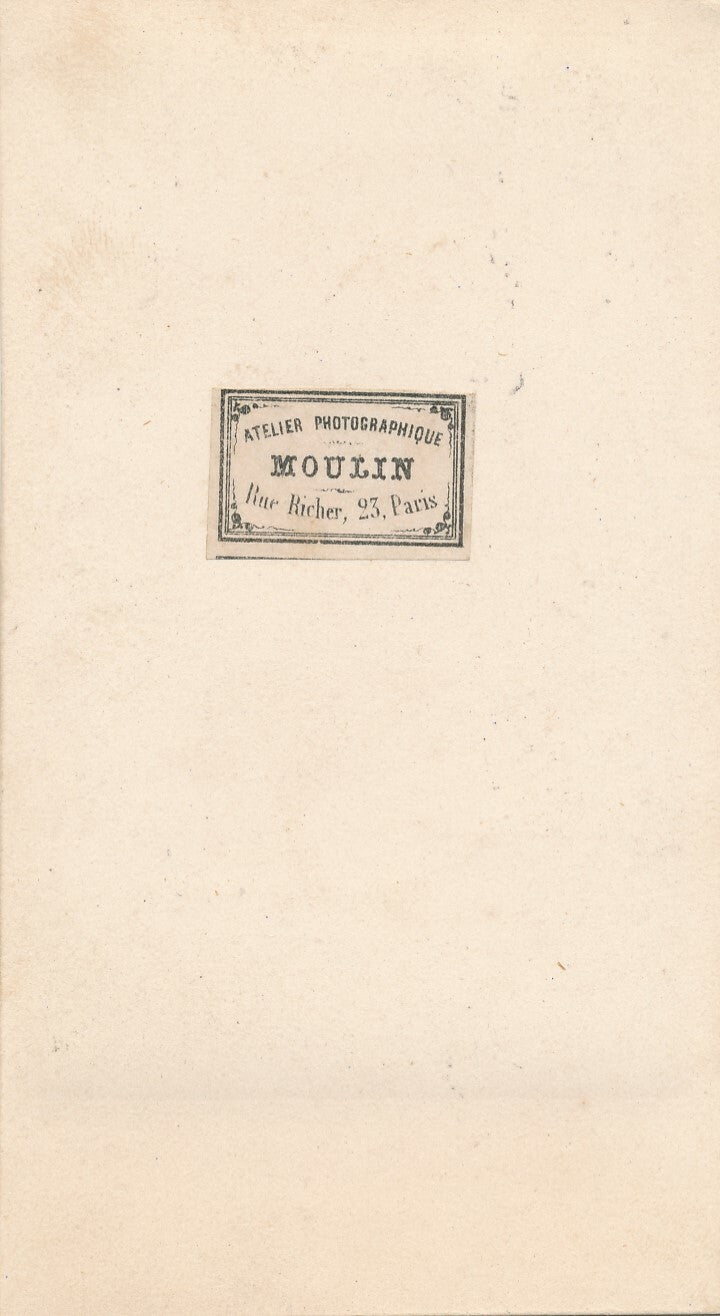 ATELIER PHOTOGRAPHIQUE
MOULIN
Rue Richer, 23, Paris